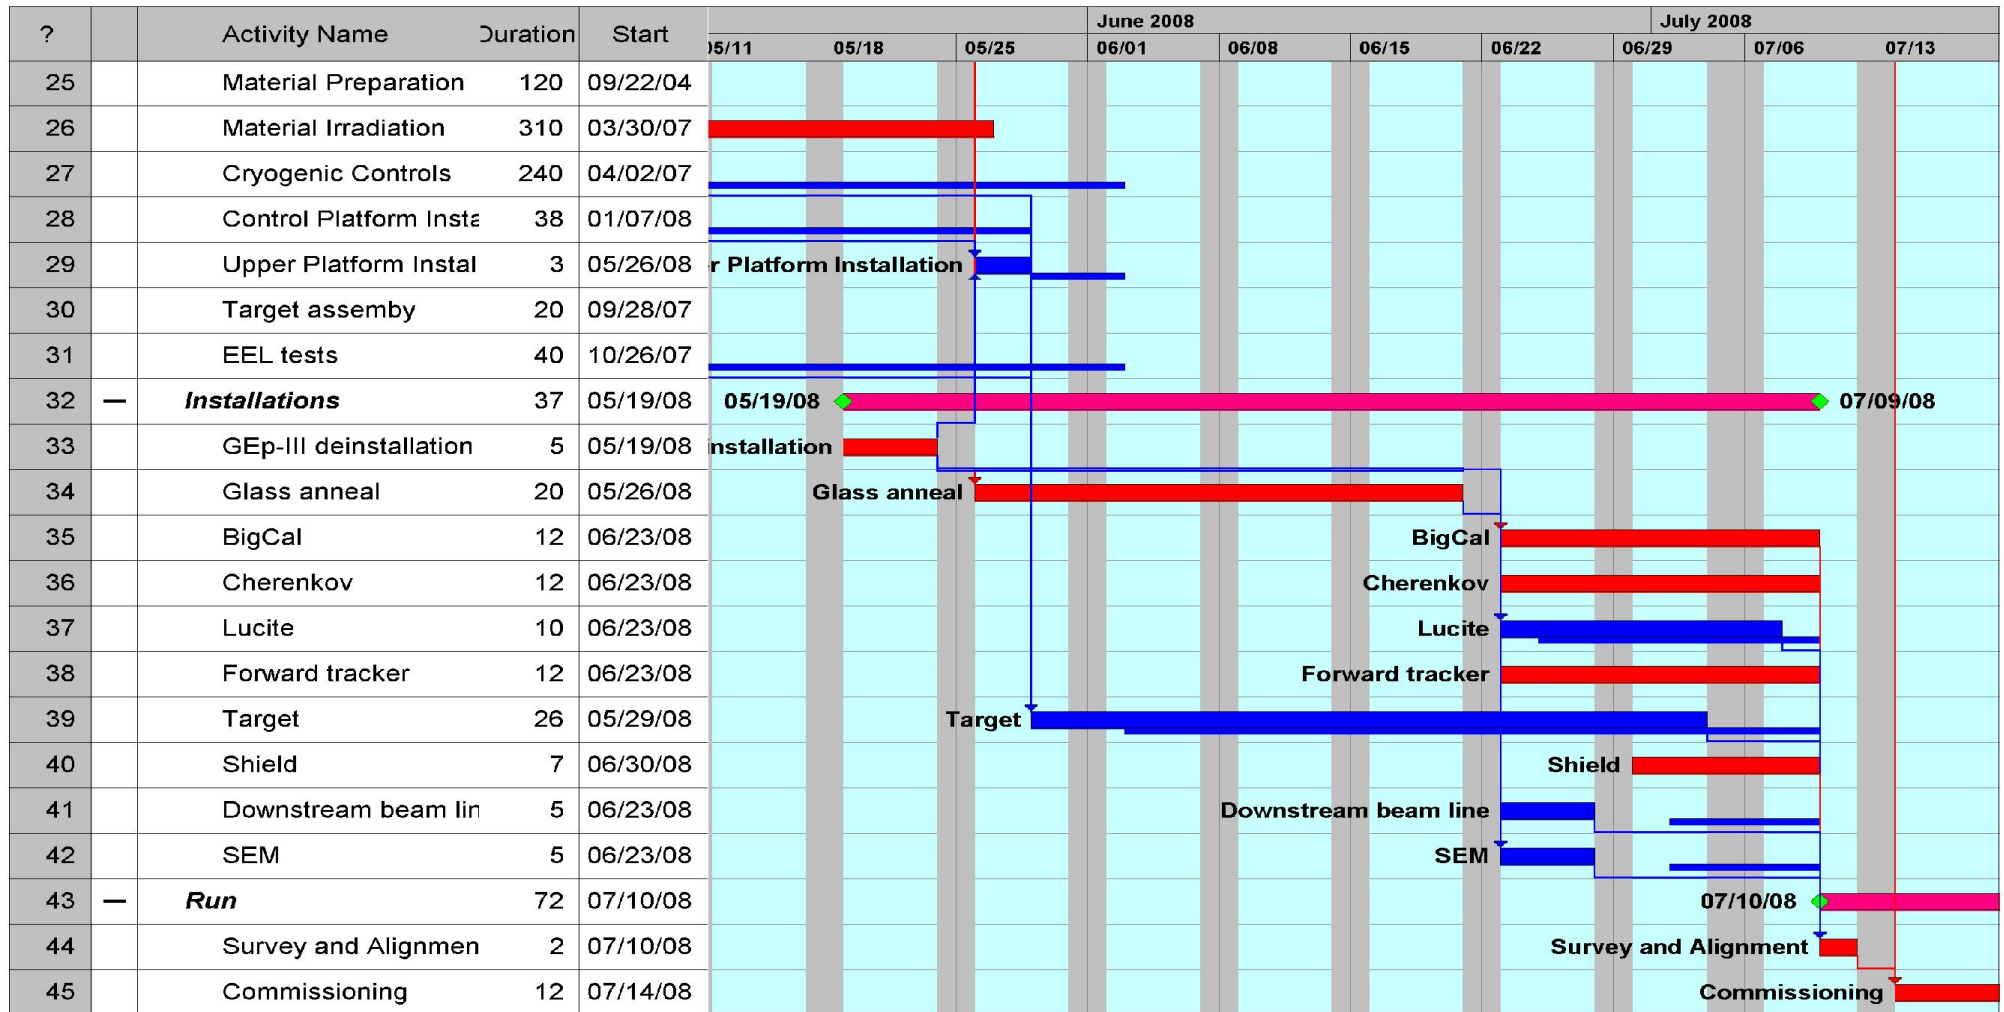 ? Activity Name Duration Start June 2008 July 2008
05/11 05/18 05/25 06/01 06/08 06/15 06/22 06/29 07/06 07/13
25 Material Preparation 120 09/22/04
26 Material Irradiation 310 03/30/07
27 Cryogenic Controls 240 04/02/07
28 Control Platform Insta 38 01/07/08
29 Upper Platform Instal 3 05/26/08 r Platform Installation
30 Target assemby 20 09/28/07
31 EEL tests 40 10/26/07
32 — Installations 37 05/19/08 05/19/08 07/09/08
33 GEp-III deinstallation 5 05/19/08 installation
34 Glass anneal 20 05/26/08 Glass anneal
35 BigCal 12 06/23/08 BigCal
36 Cherenkov 12 06/23/08 Cherenkov
37 Lucite 10 06/23/08 Lucite
38 Forward tracker 12 06/23/08 Forward tracker
39 Target 26 05/29/08 Target
40 Shield 7 06/30/08 Shield
41 Downstream beam lin 5 06/23/08 Downstream beam line
42 SEM 5 06/23/08 SEM
43 — Run 72 07/10/08 07/10/08
44 Survey and Alignmen 2 07/10/08 Survey and Alignment
45 Commissioning 12 07/14/08 Commissioning